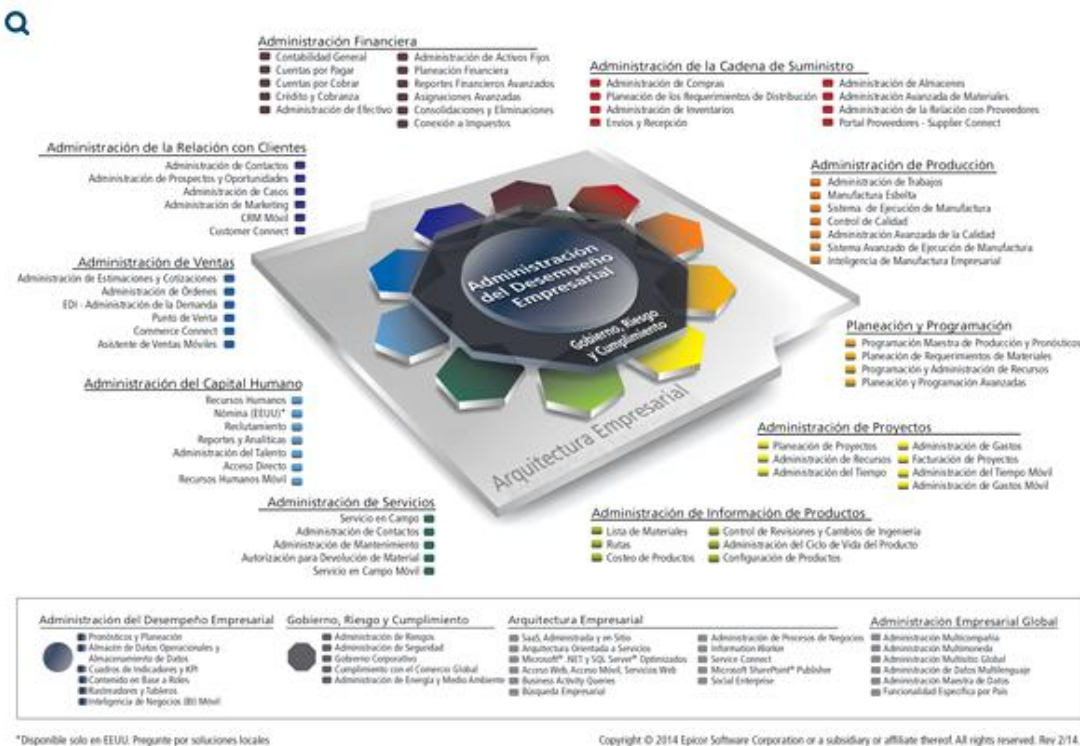 Administración Financiera
Contabilidad General
Cuentas por Pagar
Cuentas por Cobrar
Crédito y Cobranza
Administración de Efectivo
Administración de Activos Fijos
Planeación Financiera
Reportes Financieros Avanzados
Asignaciones Avanzadas
Consolidaciones y Eliminaciones
Conexión a Impuestos
Administración de la Cadena de Suministro
Administración de Compras
Planeación de los Requerimientos de Distribución
Administración de Inventarios
Envíos y Recepción
Administración de Almacenes
Administración Avanzada de Materiales
Administración de la Relación con Proveedores
Portal Proveedores - Supplier Connect
Administración de la Relación con Clientes
Administración de Contactos
Administración de Prospectos y Oportunidades
Administración de Casos
Administración de Marketing
CRM Móvil
Customer Connect
Administración de Producción
Administración de Trabajos
Manufactura Esbelta
Sistema de Ejecución de Manufactura
Control de Calidad
Administración Avanzada de la Calidad
Sistema Avanzado de Ejecución de Manufactura
Inteligencia de Manufactura Empresarial
Administración de Ventas
Administración de Estimaciones y Cotizaciones
Administración de Órdenes
EDI - Administración de la Demanda
Punto de Venta
Commerce Connect
Asistente de Ventas Móviles
Administración
del Desempeño
Empresarial
Gobierno, Riesgo
y Cumplimiento
Arquitectura Empresarial
Planeación y Programación
Programación Maestra de Producción y Pronósticos
Planeación de Requerimientos de Materiales
Programación y Administración de Recursos
Planeación y Programación Avanzadas
Administración del Capital Humano
Recursos Humanos
Nómina (EEUU)*
Reclutamiento
Reportes y Analíticas
Administración del Talento
Acceso Directo
Recursos Humanos Móvil
Administración de Proyectos
Planeación de Proyectos
Administración de Recursos
Administración del Tiempo
Administración de Gastos
Facturación de Proyectos
Administración del Tiempo Móvil
Administración de Gastos Móvil
Administración de Servicios
Servicio en Campo
Administración de Contactos
Administración de Mantenimiento
Autorización para Devolución de Material
Servicio en Campo Móvil
Administración de Información de Productos
Lista de Materiales
Rutas
Costeo de Productos
Control de Revisiones y Cambios de Ingeniería
Administración del Ciclo de Vida del Producto
Configuración de Productos
Administración del Desempeño Empresarial
Pronósticos y Planeación
Almacén de Datos Operacionales y
Almacenamiento de Datos
Cuadros de Indicadores y KPI
Contenido en Base a Roles
Rastreadores y Tableros
Inteligencia de Negocios (BI) Móvil
Gobierno, Riesgo y Cumplimiento
Administración de Riesgos
Administración de Seguridad
Gobierno Corporativo
Cumplimiento con el Comercio Global
Administración de Energía y Medio Ambiente
Arquitectura Empresarial
SaaS, Administrada y en Sitio
Arquitectura Orientada a Servicios
Microsoft® .NET y SQL Server® Optimizados
Acceso Web, Acceso Móvil, Servicios Web
Business Activity Queries
Búsqueda Empresarial
Administración de Procesos de Negocios
Information Worker
Service Connect
Microsoft SharePoint® Publisher
Social Enterprise
Administración Empresarial Global
Administración Multicompañía
Administración Multimoneda
Administración Multisitio Global
Administración de Datos Multilenguaje
Administración Maestra de Datos
Funcionalidad Específica por País
*Disponible solo en EEUU. Pregunte por soluciones locales
Copyright © 2014 Epicor Software Corporation or a subsidiary or affiliate thereof. All rights reserved. Rev 2/14.